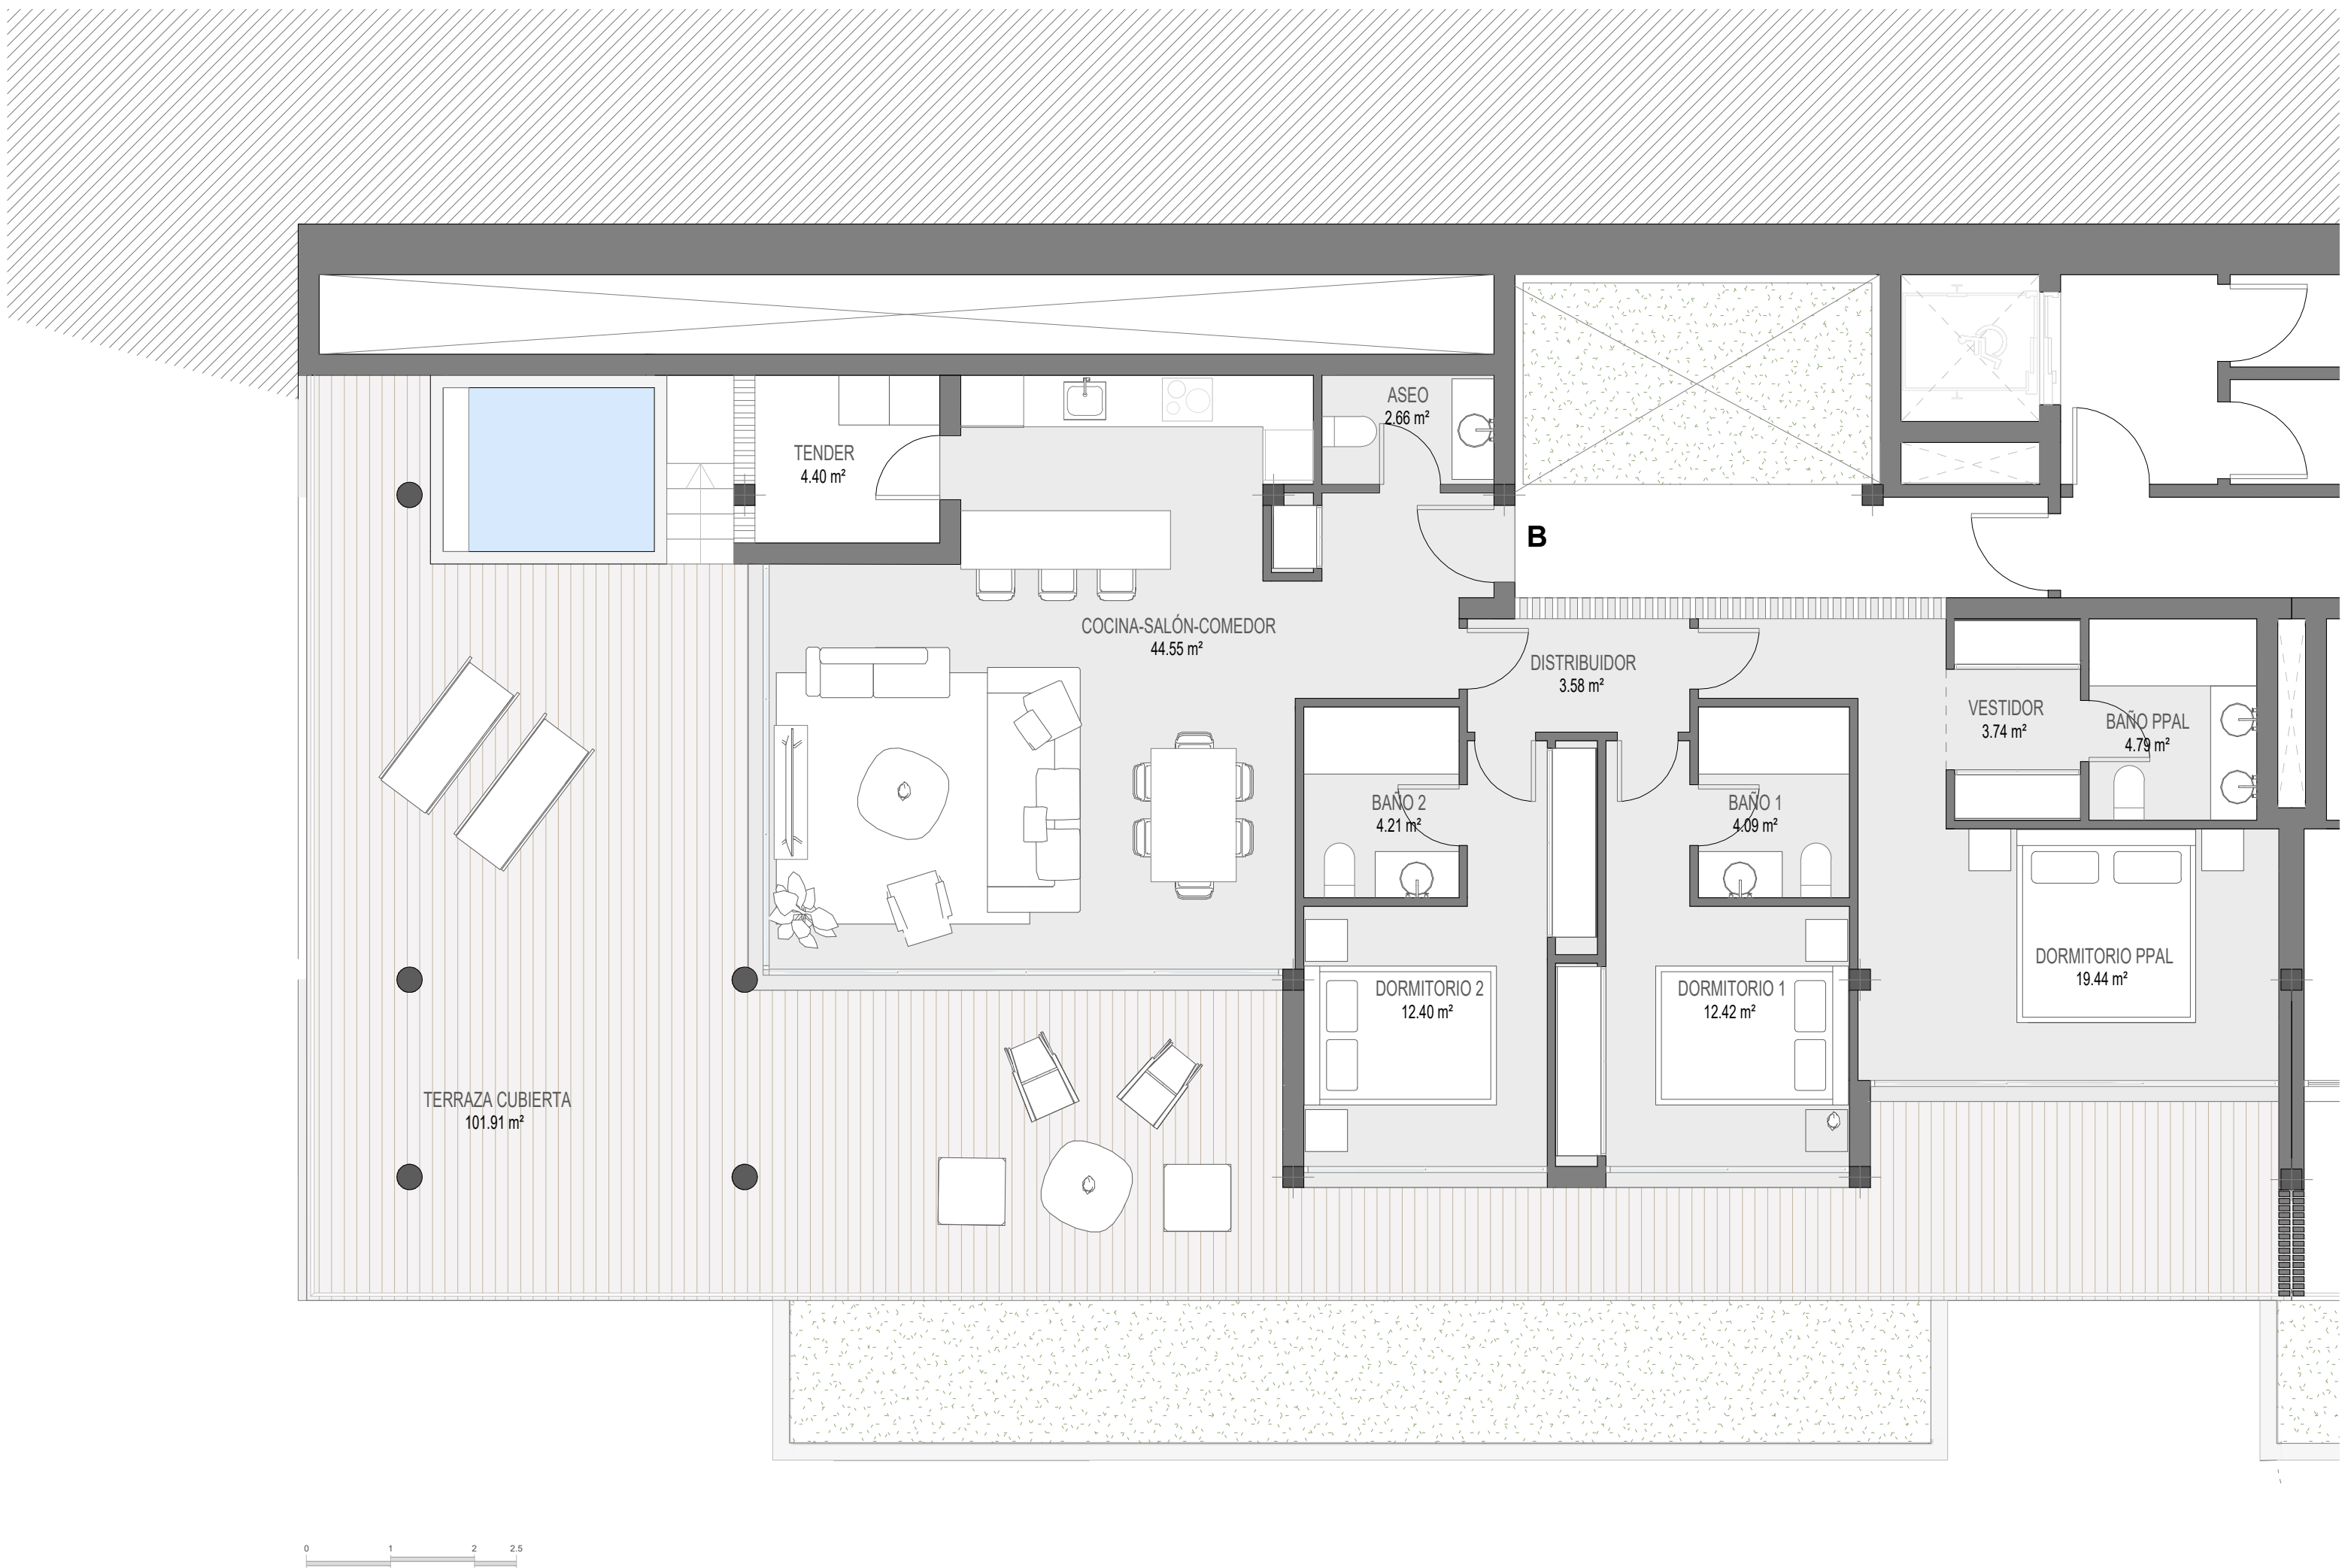 ASEO
2.66 m²
TENDER
4.40 m²
B
COCINA-SALÓN-COMEDOR
44.55 m²
DISTRIBUIDOR
3.58 m²
VESTIDOR
3.74 m²
BAÑO PPAL
4.79 m²
BAÑO 2
4.21 m²
BAÑO 1
4.09 m²
DORMITORIO PPAL
19.44 m²
DORMITORIO 2
12.40 m²
DORMITORIO 1
12.42 m²
TERRAZA CUBIERTA
101.91 m²
0 1 2 2.5